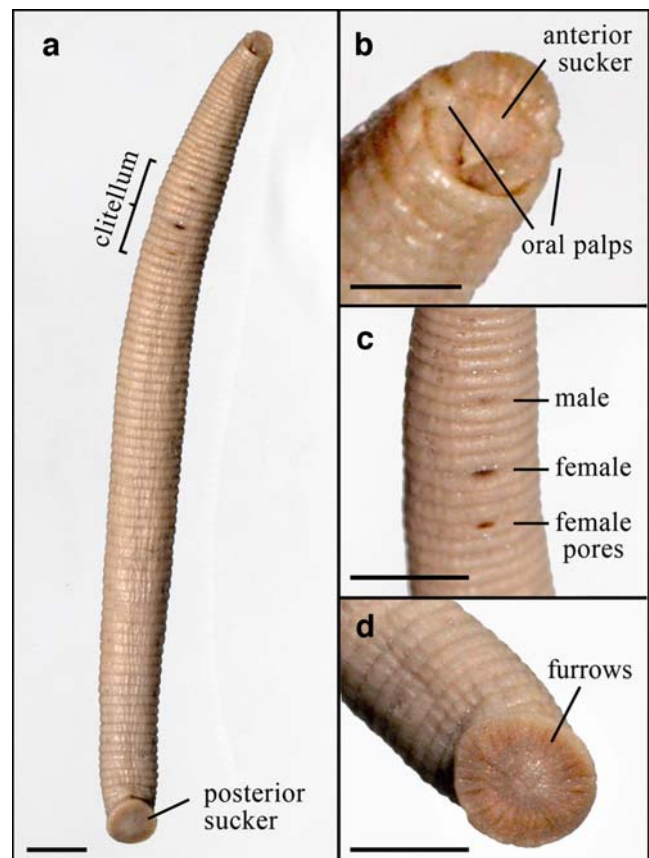 a
clitellum
posterior
sucker
b
anterior
sucker
oral palps
c
male
female
female
pores
d
furrows